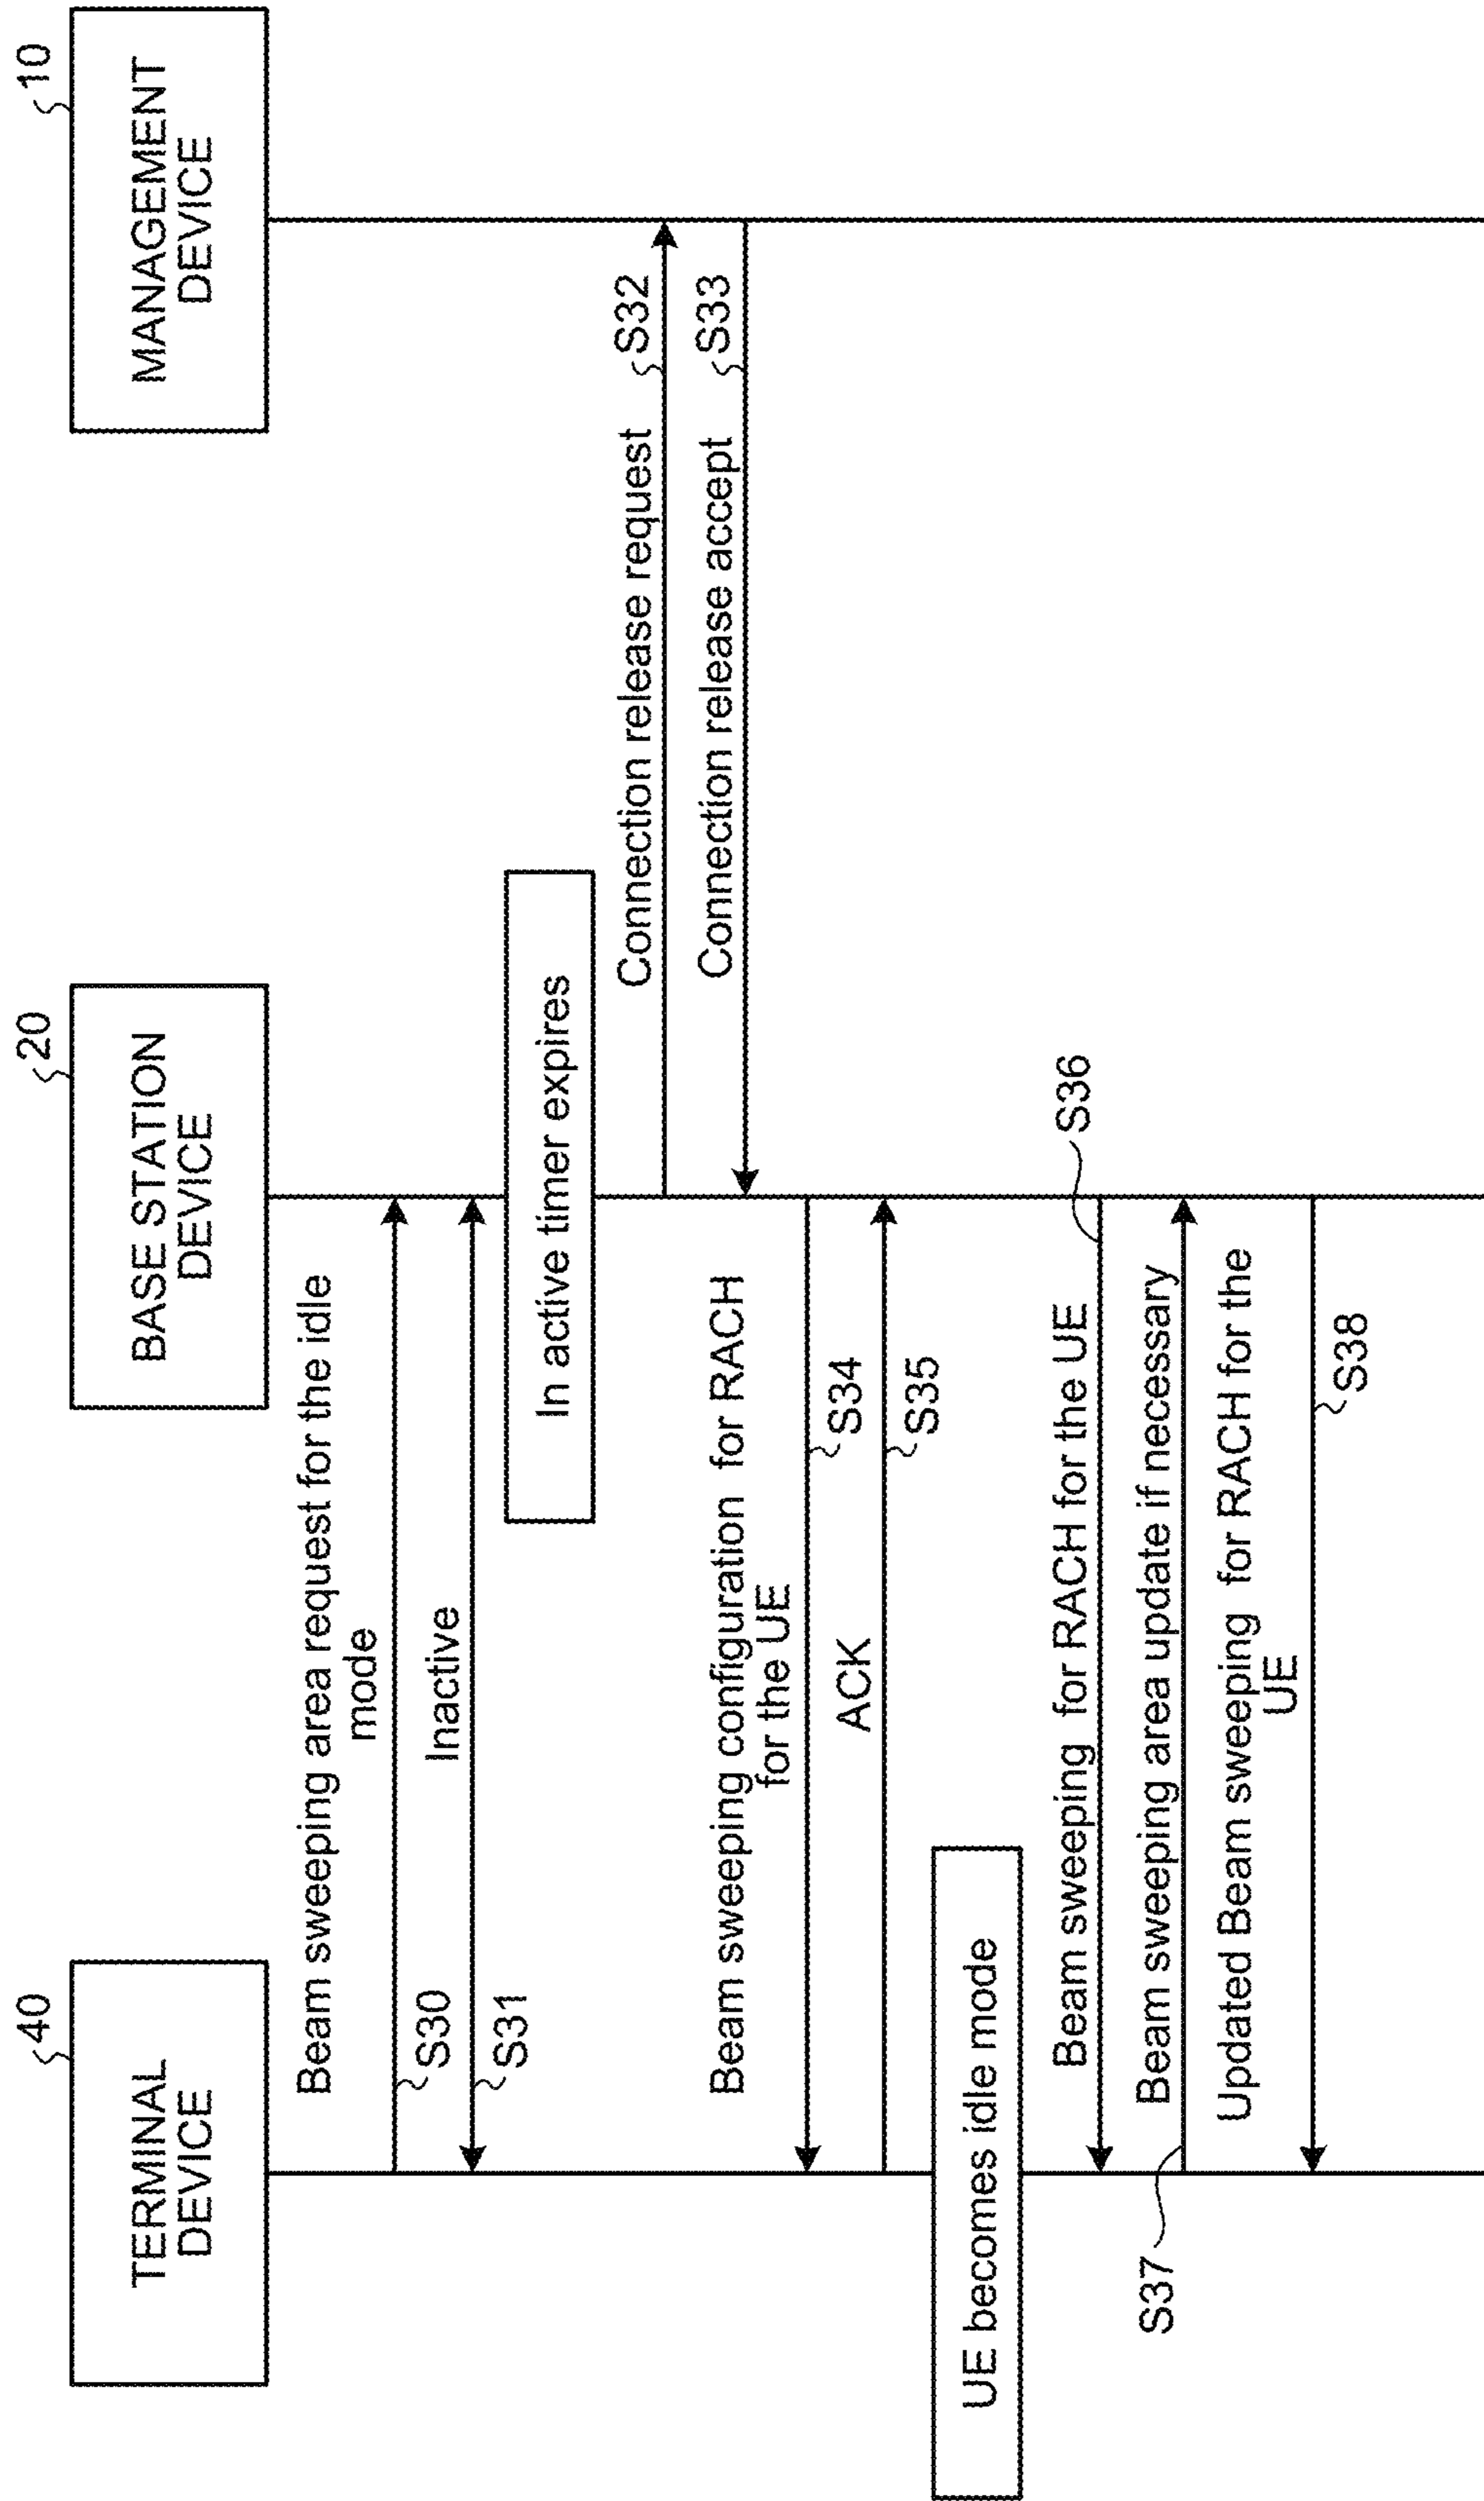 40
TERMINAL
DEVICE
20
BASE STATION
DEVICE
10
MANAGEMENT
DEVICE
Beam sweeping area request for the idle
mode
S30
Inactive
S31
In active timer expires
Connection release request
S32
Connection release accept
S33
Beam sweeping configuration for RACH
for the UE
S34
ACK
S35
UE becomes idle mode
Beam sweeping for RACH for the UE
S36
Beam sweeping area update if necessary
S37
Updated Beam sweeping for RACH for the
UE
S38